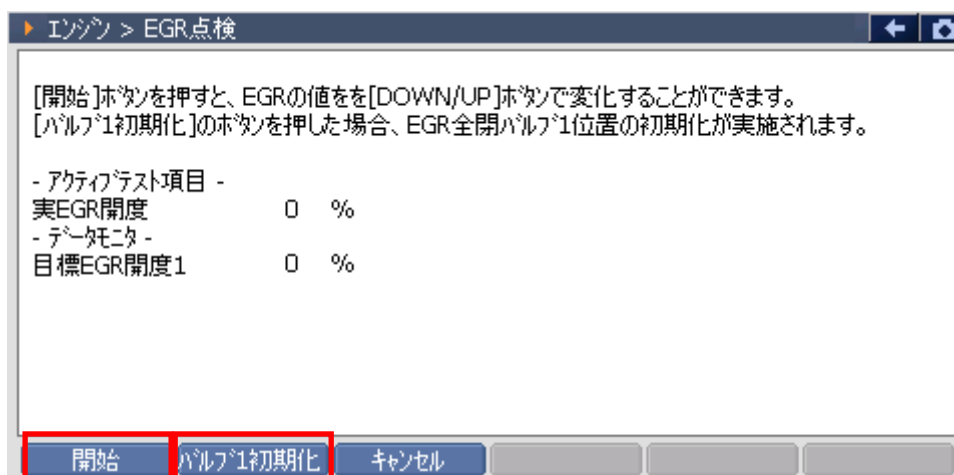 ｴﾝｼﾞﾝ > EGR点検
[開始]ﾎﾞﾀﾝを押すと、EGRの値をを[DOWN/UP]ﾎﾞﾀﾝで変化することができます。
[ﾊﾞﾙﾌﾞ1初期化]のﾎﾞﾀﾝを押した場合、EGR全閉ﾊﾞﾙﾌﾞ1位置の初期化が実施されます。
- ｱｸﾃｨﾌﾞﾃｽﾄ項目 -
実EGR開度 0 %
- ﾃﾞｰﾀﾓﾆﾀ -
目標EGR開度1 0 %
開始 ﾊﾞﾙﾌﾞ1初期化 ｷｬﾝｾﾙ